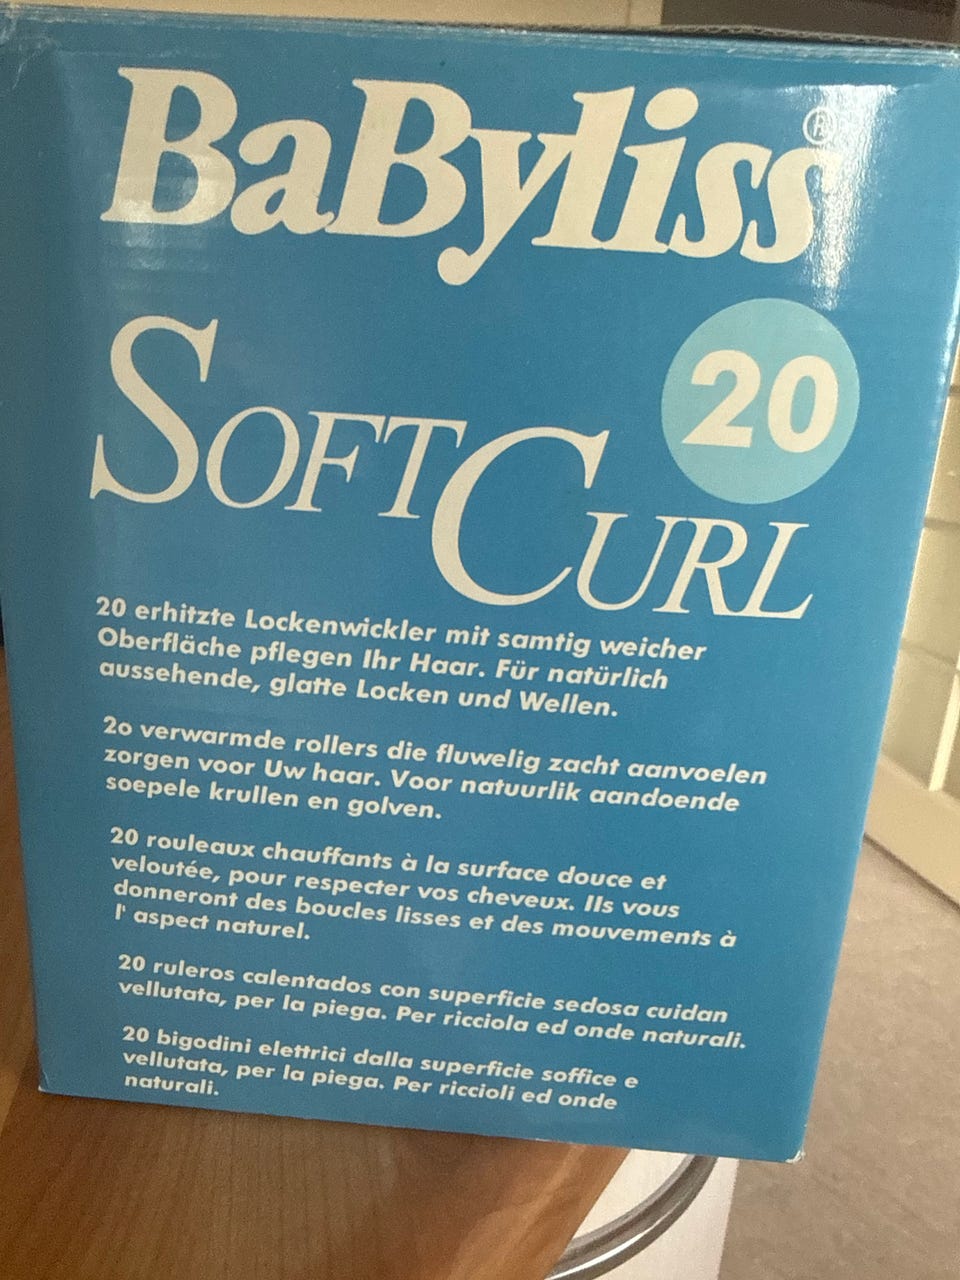 BaByliss®
20
SOFT CURL
20 erhitzte Lockenwickler mit samtig weicher
Oberfläche pflegen Ihr Haar. Für natürlich
aussehende, glatte Locken und Wellen.
2o verwarmde rollers die fluwelig zacht aanvoelen
zorgen voor Uw haar. Voor natuurlik aandoende
soepele krullen en golven.
20 rouleaux chauffants à la surface douce et
veloutée, pour respecter vos cheveux. Ils vous
donneront des boucles lisses et des mouvements à
l' aspect naturel.
20 ruleros calentados con superficie sedosa cuidan
vellutata, per la piega. Per ricciola ed onde naturali.
20 bigodini elettrici dalla superficie soffice e
vellutata, per la piega. Per riccioli ed onde
naturali.